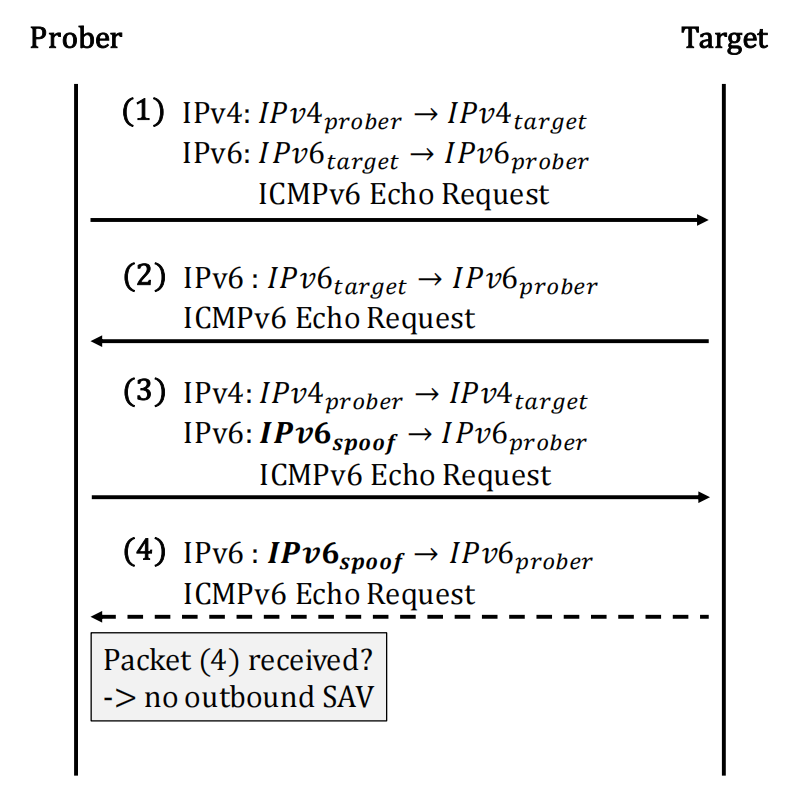 Prober Target
(1) IPv4: IPv4prober → IPv4target
IPv6: IPv6target → IPv6prober
ICMPv6 Echo Request
(2) IPv6 : IPv6target → IPv6prober
ICMPv6 Echo Request
(3) IPv4: IPv4prober → IPv4target
IPv6: IPv6spoof → IPv6prober
ICMPv6 Echo Request
(4) IPv6 : IPv6spoof → IPv6prober
ICMPv6 Echo Request
Packet (4) received?
-> no outbound SAV